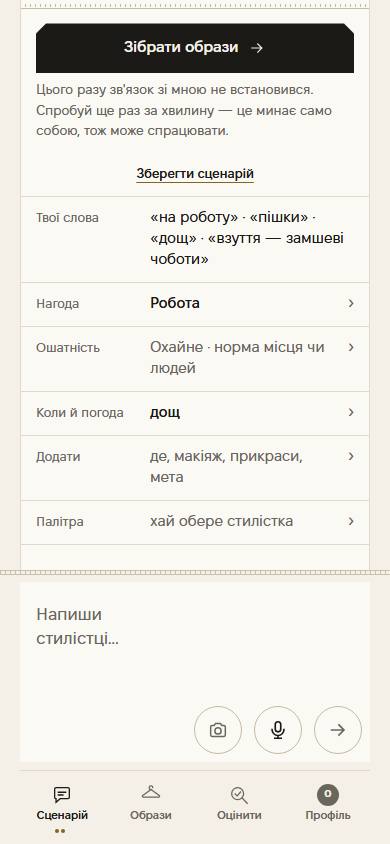 Зібрати образи →
Цього разу зв'язок зі мною не встановився.
Спробуй ще раз за хвилину — це минає само
собою, тож може спрацювати.
Зберегти сценарій
Твої слова
«на роботу» · «пішки» ·
«дощ» · «взуття — замшеві
чоботи»
Нагода
Робота
Ошатність
Охайне · норма місця чи
людей
Коли й погода
дощ
Додати
де, макіяж, прикраси,
мета
Палітра
хай обере стилістка
Напиши
стилістці...
Сценарій
Образи
Оцінити
0
Профіль